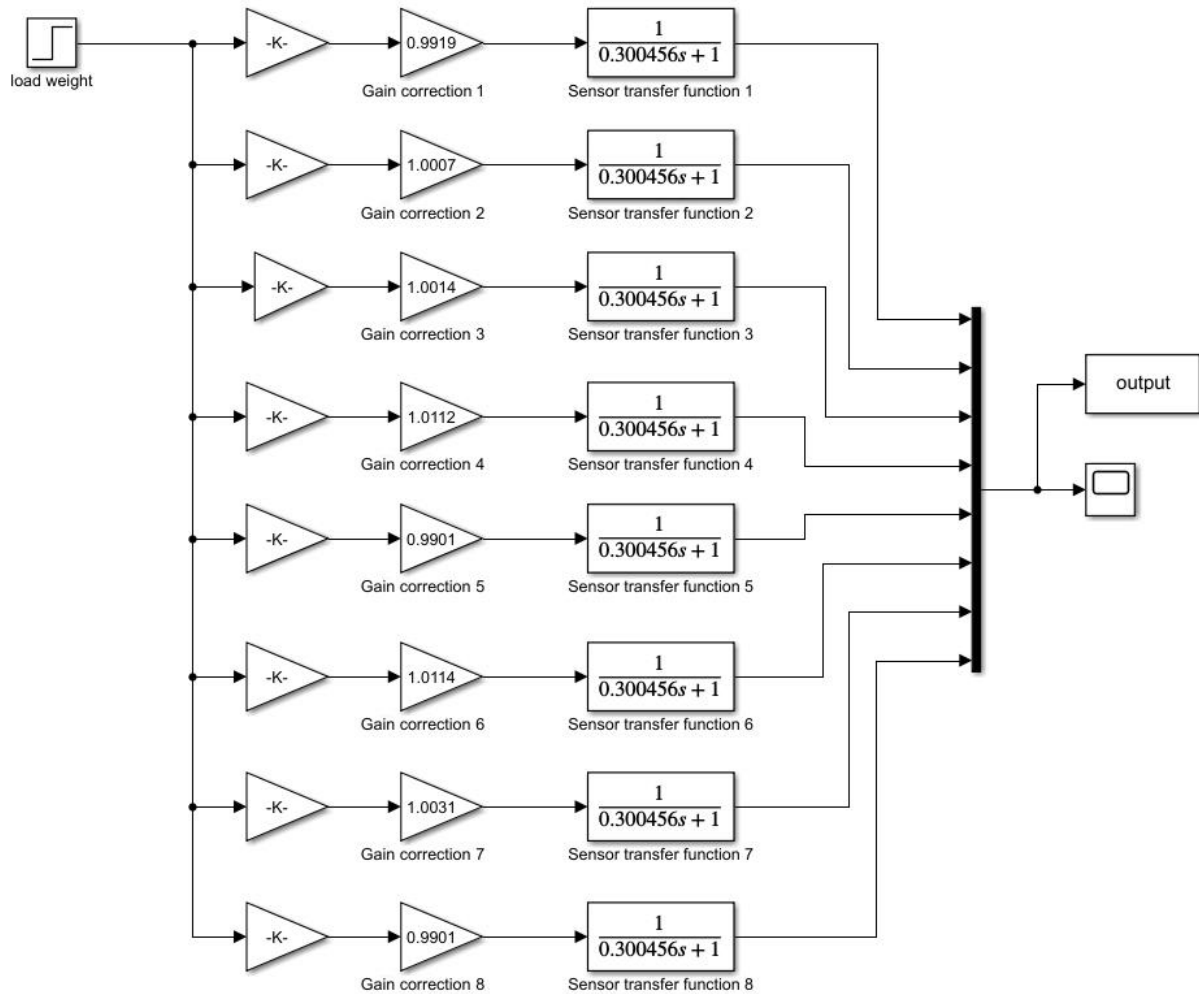 load weight
-K-
0.9919
Gain correction 1
1
0.300456s + 1
Sensor transfer function 1
-K-
1.0007
Gain correction 2
1
0.300456s + 1
Sensor transfer function 2
-K-
1.0014
Gain correction 3
1
0.300456s + 1
Sensor transfer function 3
-K-
1.0112
Gain correction 4
1
0.300456s + 1
Sensor transfer function 4
-K-
0.9901
Gain correction 5
1
0.300456s + 1
Sensor transfer function 5
-K-
1.0114
Gain correction 6
1
0.300456s + 1
Sensor transfer function 6
-K-
1.0031
Gain correction 7
1
0.300456s + 1
Sensor transfer function 7
-K-
0.9901
Gain correction 8
1
0.300456s + 1
Sensor transfer function 8
output